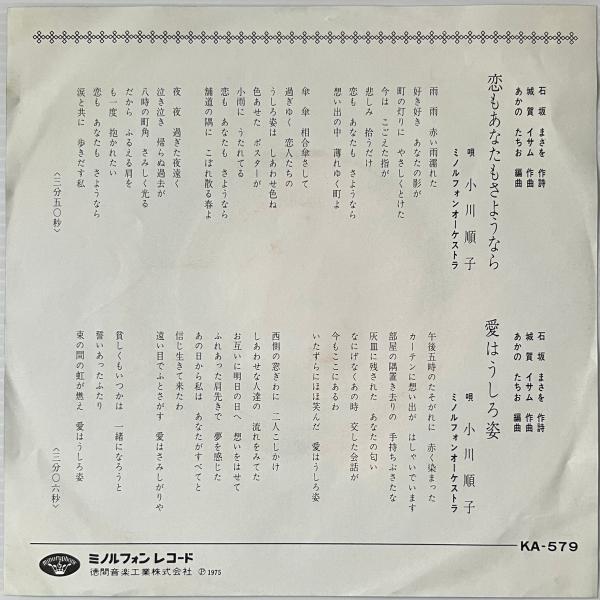 恋もあなたもさようなら
石坂 まさを 作詩
城賀 イサム 作曲
あかの たちお 編曲
唄 小川順子
ミノルフォンオーケストラ
雨 雨 赤い雨濡れた
好き好き あなたの影が
町の灯りに やさしくとけた
今は こごえた指が
悲しみ 拾うだけ
恋も あなたも さようなら
想い出の中 薄れゆく町よ
傘 傘 相合傘さして
過ぎゆく 恋人たちの
うしろ姿は しあわせ色ね
色あせた ポスターが
小雨に うたれてる
恋も あなたも さようなら
舗道の隅に こぼれ散る春よ
夜 夜 過ぎた夜遠く
泣き泣き 帰らぬ過去が
八時の町角 さみしく光る
だから ふるえる肩を
も一度 抱かれたい
恋も あなたも さようなら
涙と共に 歩きだす私
〈三分五〇秒〉
愛はうしろ姿
石坂 まさを 作詩
城賀 イサム 作曲
あかの たちお 編曲
唄 小川順子
ミノルフォンオーケストラ
午後五時のたそがれに 赤く染まった
カーテンに想い出が はしゃいでいます
部屋の隅置き去りの 手持ちぶさたな
灰皿に残された あなたの匂い
なにげなくあの時 交した会話が
今もここにあるわ
いたずらにほほ笑んだ 愛はうしろ姿
西側の窓ぎわに 二人こしかけ
しあわせな人達の 流れをみてた
お互いに明日の日へ 想いをはせて
ふれあった肩先きで 夢を感じた
あの日から私は あなたがすべてと
信じ生きて来たわ
遠い目でふとさがす 愛はさみしがりや
貧しくもいつかは 一緒になろうと
誓いあったふたり
束の間の虹が燃え 愛はうしろ姿
〈三分〇六秒〉
KA-579
minoruphone
ミノルフォンレコード
徳間音楽工業株式会社 Ⓟ1975